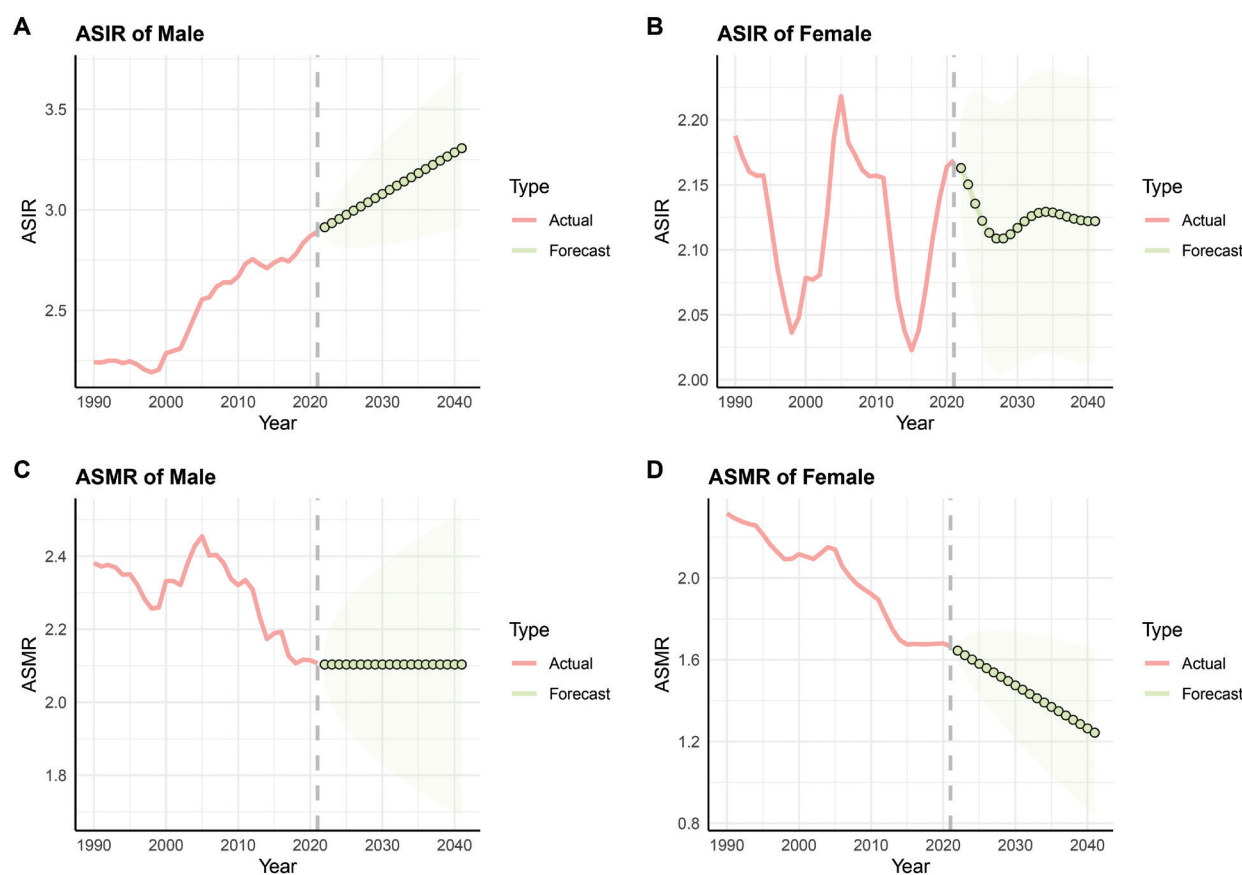 A
ASIR of Male
3.5
3.0
2.5
ASIR
1990 2000 2010 2020 2030 2040
Year
Type
Actual
Forecast
B
ASIR of Female
2.20
2.15
2.10
2.05
2.00
ASIR
1990 2000 2010 2020 2030 2040
Year
Type
Actual
Forecast
C
ASMR of Male
2.4
2.2
2.0
1.8
ASMR
1990 2000 2010 2020 2030 2040
Year
Type
Actual
Forecast
D
ASMR of Female
2.0
1.6
1.2
0.8
ASMR
1990 2000 2010 2020 2030 2040
Year
Type
Actual
Forecast